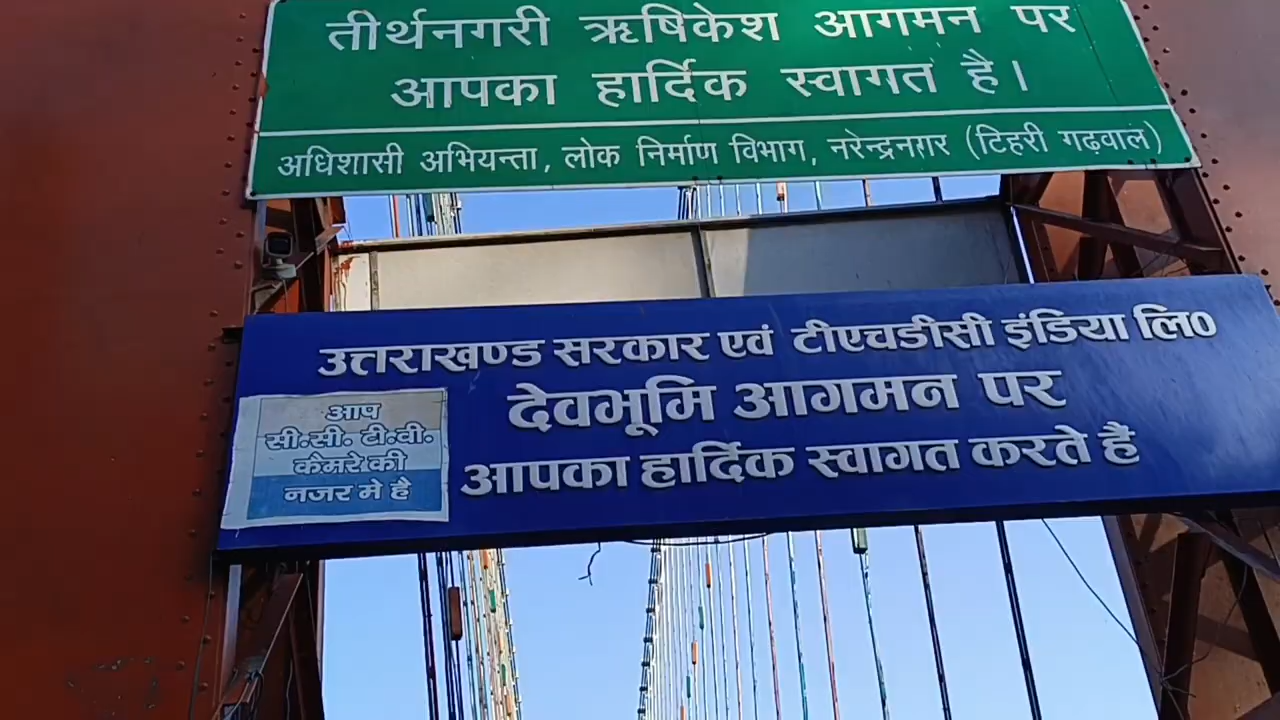 तीर्थनगरी ऋषिकेश आगमन पर
आपका हार्दिक स्वागत है।
अधिशासी अभियन्ता, लोक निर्माण विभाग, नरेन्द्रनगर (टिहरी गढ़वाल)
उत्तराखण्ड सरकार एवं टीएचडीसी इंडिया लि०
देवभूमि आगमन पर
आपका हार्दिक स्वागत करते हैं
आप
सी.सी. टी.वी.
कैमरे की
नजर मे है